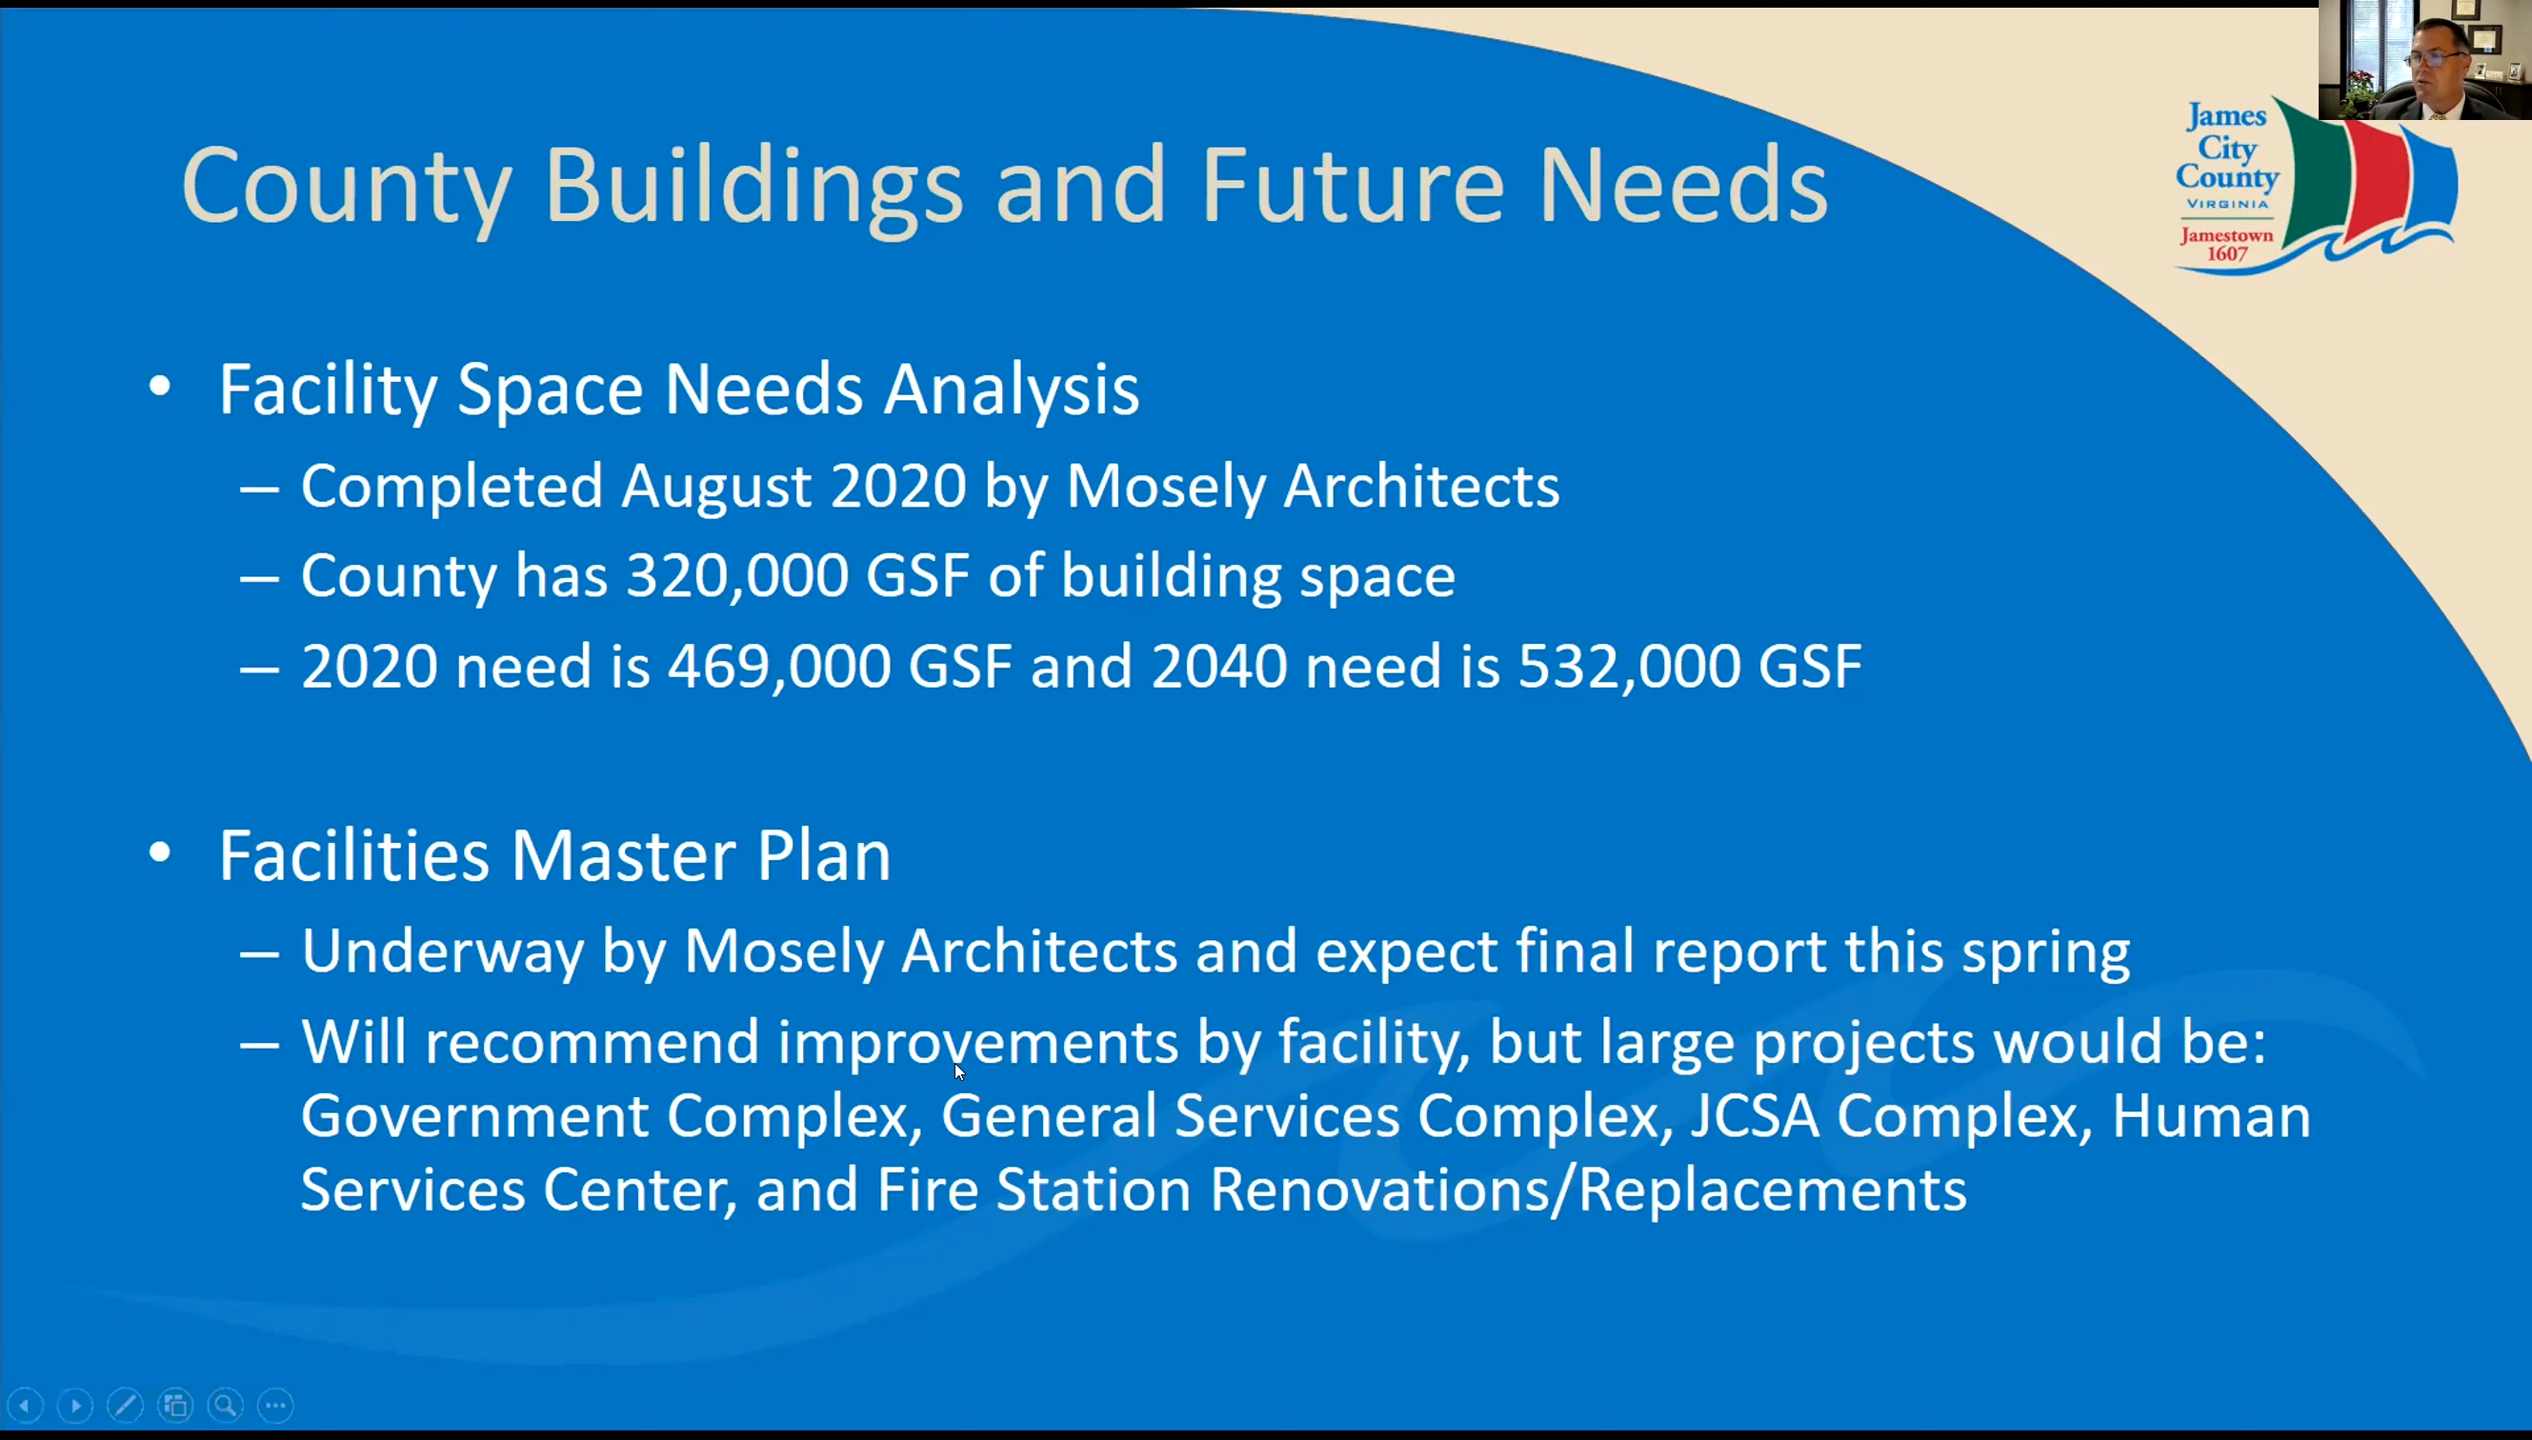 County Buildings and Future Needs
James
City
County
VIRGINIA
Jamestown
1607
• Facility Space Needs Analysis
– Completed August 2020 by Mosely Architects
– County has 320,000 GSF of building space
– 2020 need is 469,000 GSF and 2040 need is 532,000 GSF
• Facilities Master Plan
– Underway by Mosely Architects and expect final report this spring
– Will recommend improvements by facility, but large projects would be:
Government Complex, General Services Complex, JCSA Complex, Human
Services Center, and Fire Station Renovations/Replacements